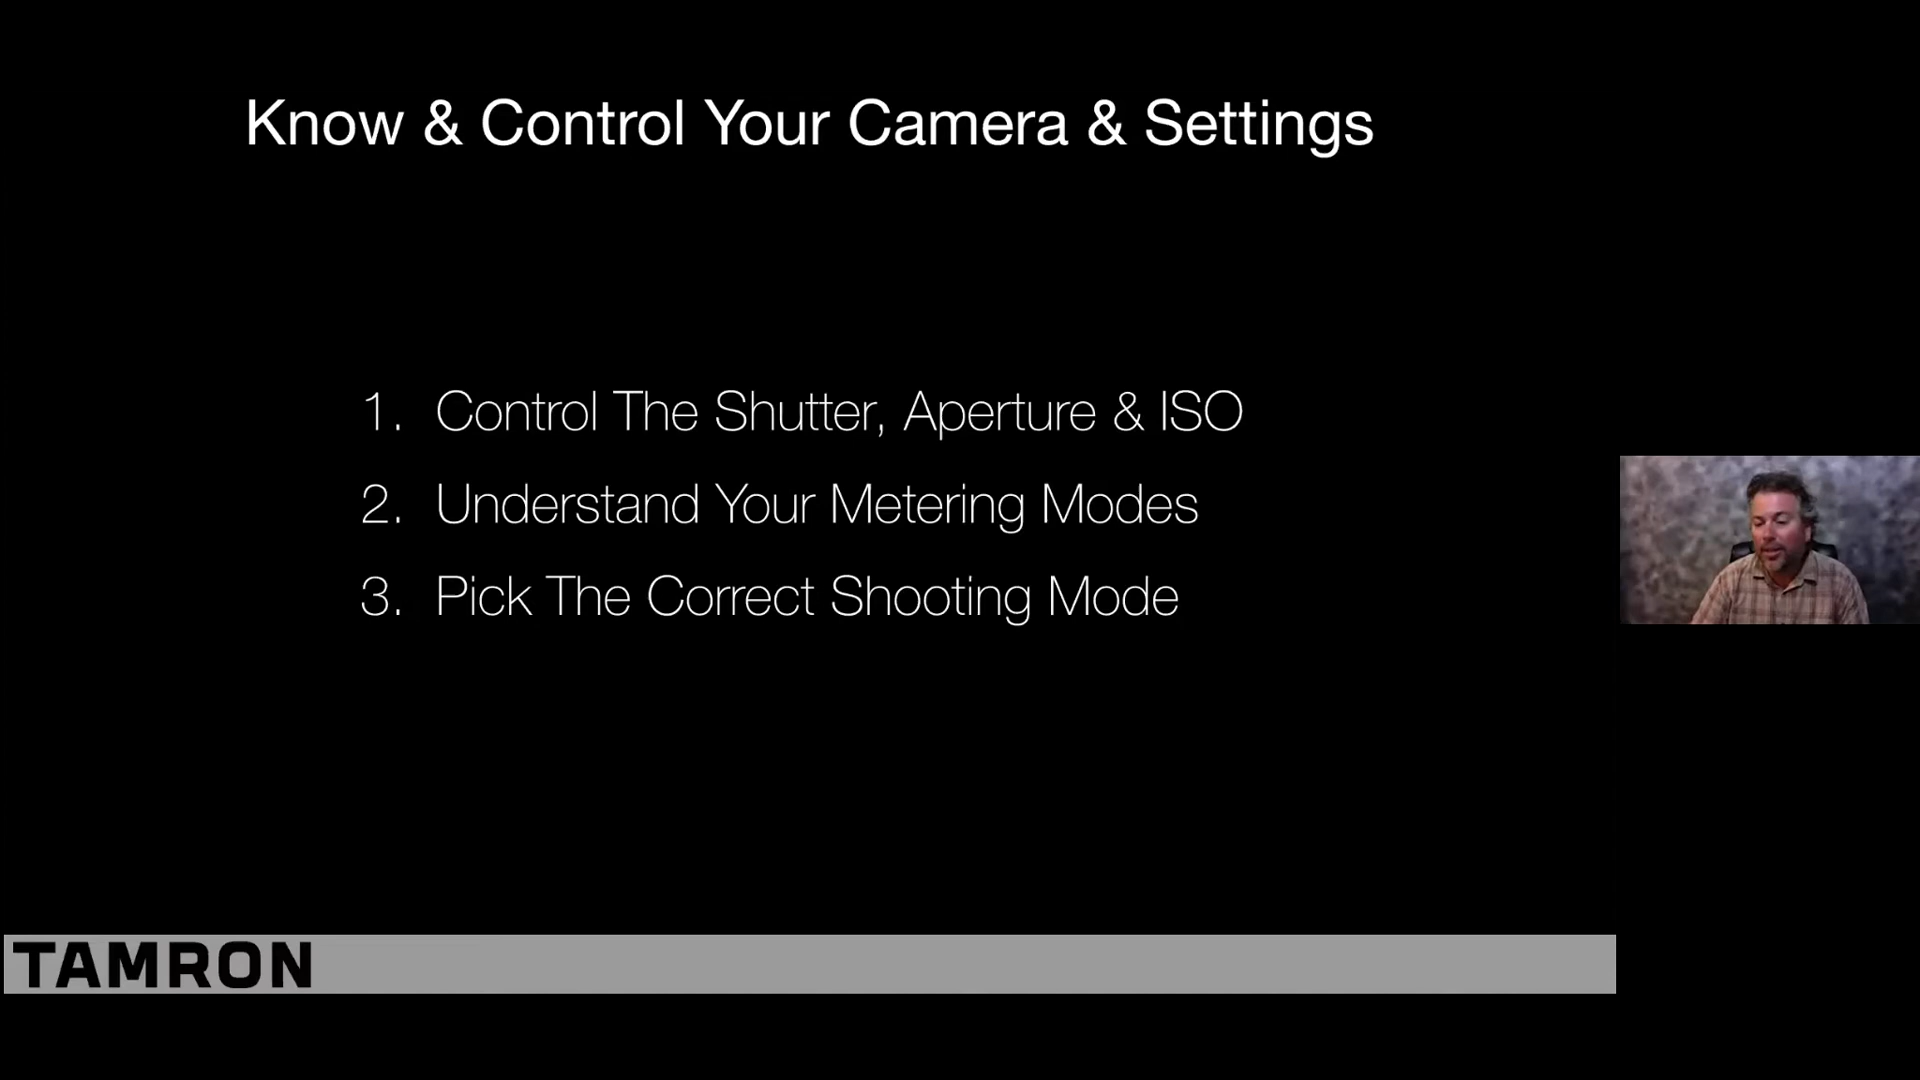 Know & Control Your Camera & Settings
1. Control The Shutter, Aperture & ISO
2. Understand Your Metering Modes
3. Pick The Correct Shooting Mode
TAMRON